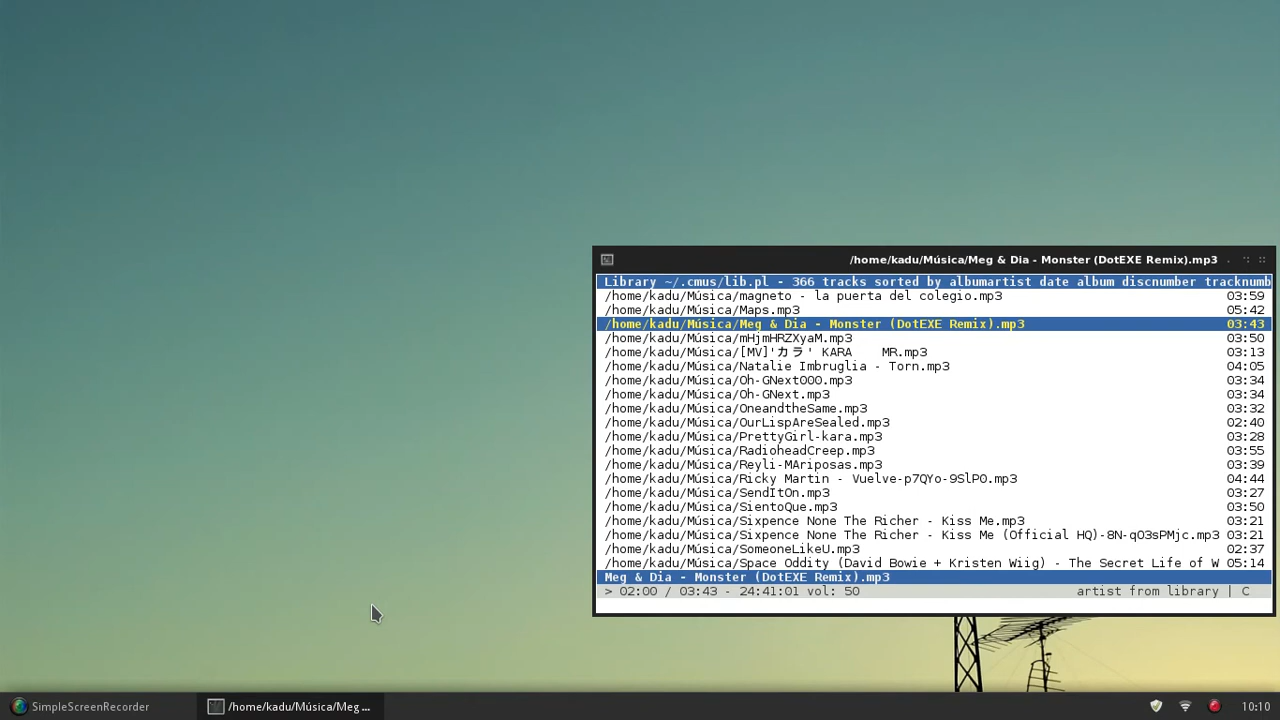 /home/kadu/Música/Meg & Dia - Monster (DotEXE Remix).mp3
Library ~/.cmus/lib.pl - 366 tracks sorted by albumartist date album discnumber tracknumb
/home/kadu/Música/magneto - la puerta del colegio.mp3 03:59
/home/kadu/Música/Maps.mp3 05:42
/home/kadu/Música/Meg & Dia - Monster (DotEXE Remix).mp3 03:43
/home/kadu/Música/mHjmHRZXyaM.mp3 03:50
/home/kadu/Música/[MV]'カラ' KARA    MR.mp3 03:13
/home/kadu/Música/Natalie Imbruglia - Torn.mp3 04:05
/home/kadu/Música/Oh-GNextOOO.mp3 03:34
/home/kadu/Música/Oh-GNext.mp3 03:34
/home/kadu/Música/OneandtheSame.mp3 03:32
/home/kadu/Música/OurLispAreSealed.mp3 02:40
/home/kadu/Música/PrettyGirl-kara.mp3 03:28
/home/kadu/Música/RadioheadCreep.mp3 03:55
/home/kadu/Música/Reyli-MAriposas.mp3 03:39
/home/kadu/Música/Ricky Martin - Vuelve-p7QYo-9SlP0.mp3 04:44
/home/kadu/Música/SendItOn.mp3 03:27
/home/kadu/Música/SientoQue.mp3 03:50
/home/kadu/Música/Sixpence None The Richer - Kiss Me.mp3 03:21
/home/kadu/Música/Sixpence None The Richer - Kiss Me (Official HQ)-8N-qO3sPMjc.mp3 03:21
/home/kadu/Música/SomeoneLikeU.mp3 02:37
/home/kadu/Música/Space Oddity (David Bowie + Kristen Wiig) - The Secret Life of W 05:14
Meg & Dia - Monster (DotEXE Remix).mp3
> 02:00 / 03:43 - 24:41:01 vol: 50 artist from library | C
SimpleScreenRecorder
/home/kadu/Música/Meg ...
10:10